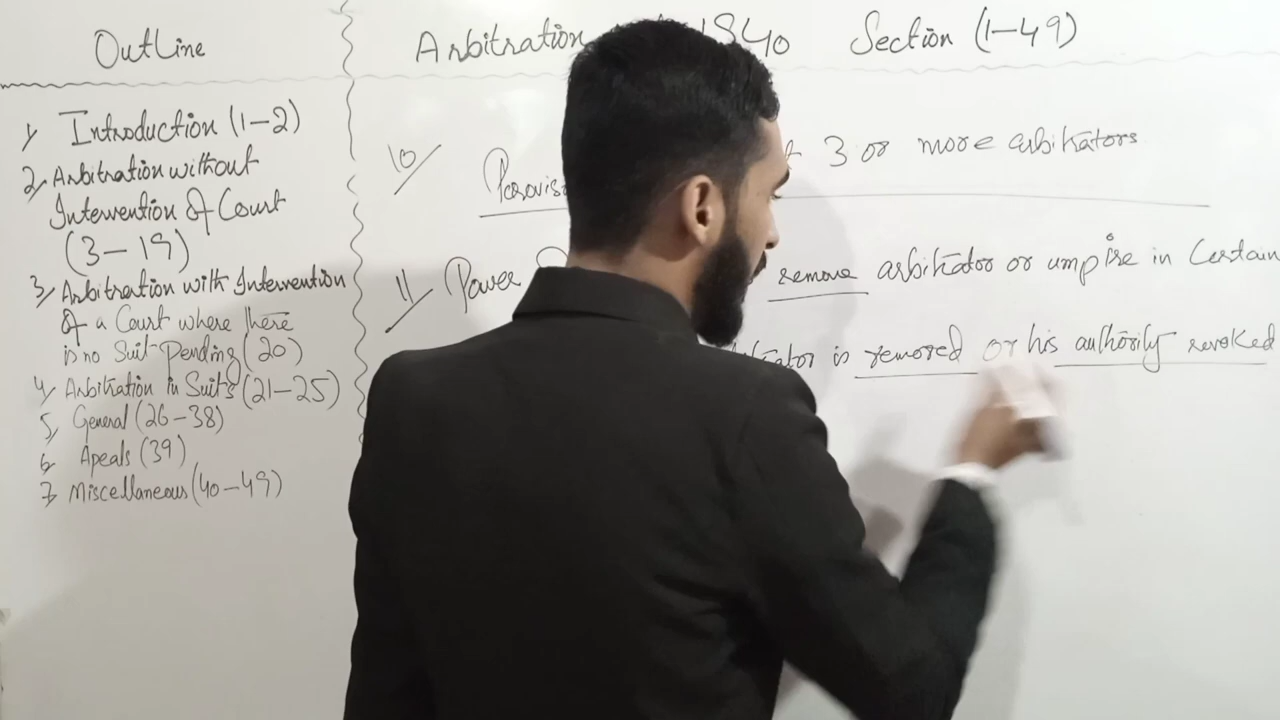 Outline
1, Introduction (1-2)
2, Arbitration without
Intervention Of Court
(3-19)
3, Arbitration with Intervention
Of a Court where there
is no Suit pending (20)
4, Arbitration in Suits (21-25)
5, General (26-38)
6, Apeals (39)
7, Miscellaneous (40-49)
Arbitration 1940 Section (1-49)
10/ 3 or more arbitrators
11/ Power remove arbitrator or umpire in Certain
is removed or his authority revoked